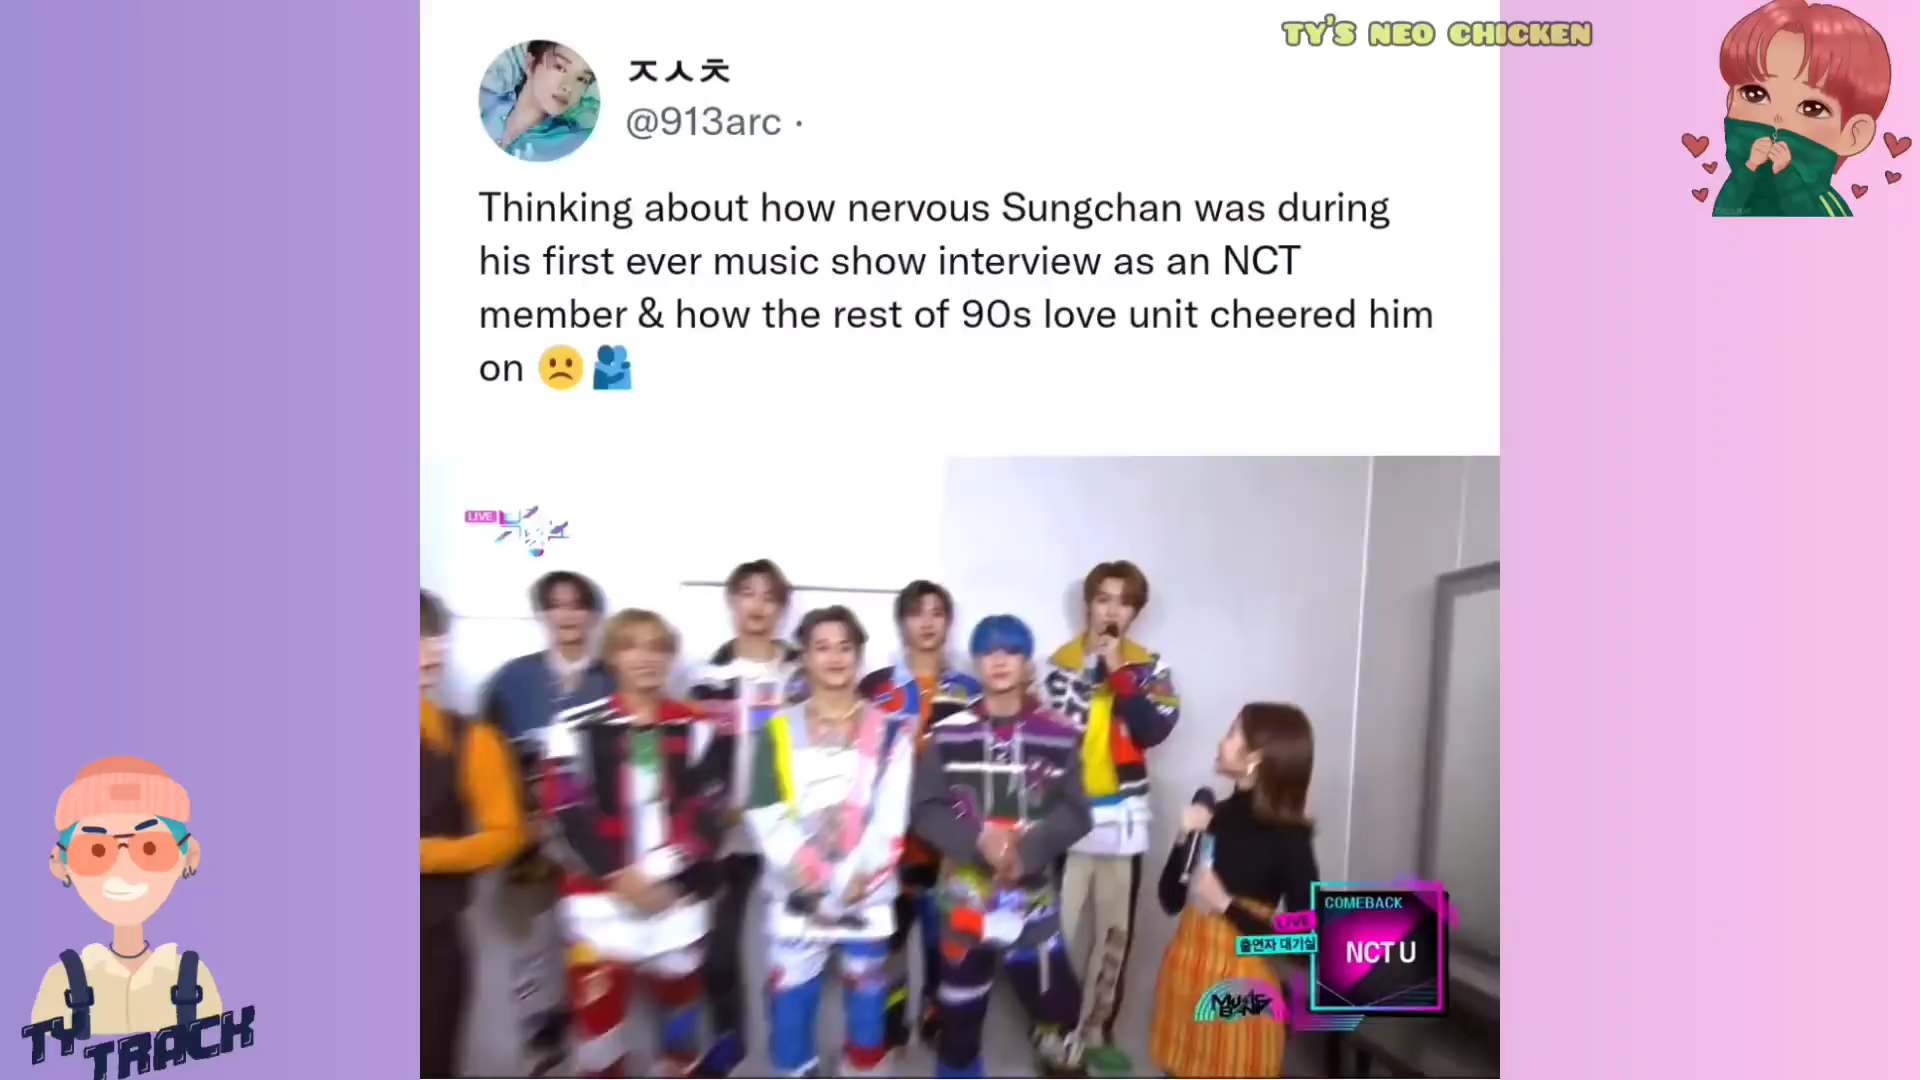 TY'S NEO CHICKEN
ㅈㅅㅊ
@913arc ·
Thinking about how nervous Sungchan was during
his first ever music show interview as an NCT
member & how the rest of 90s love unit cheered him
on 🙁🫂
LIVE
COMEBACK
LIVE
출연자 대기실
NCT U
MUSIC BANK
TY TRACK